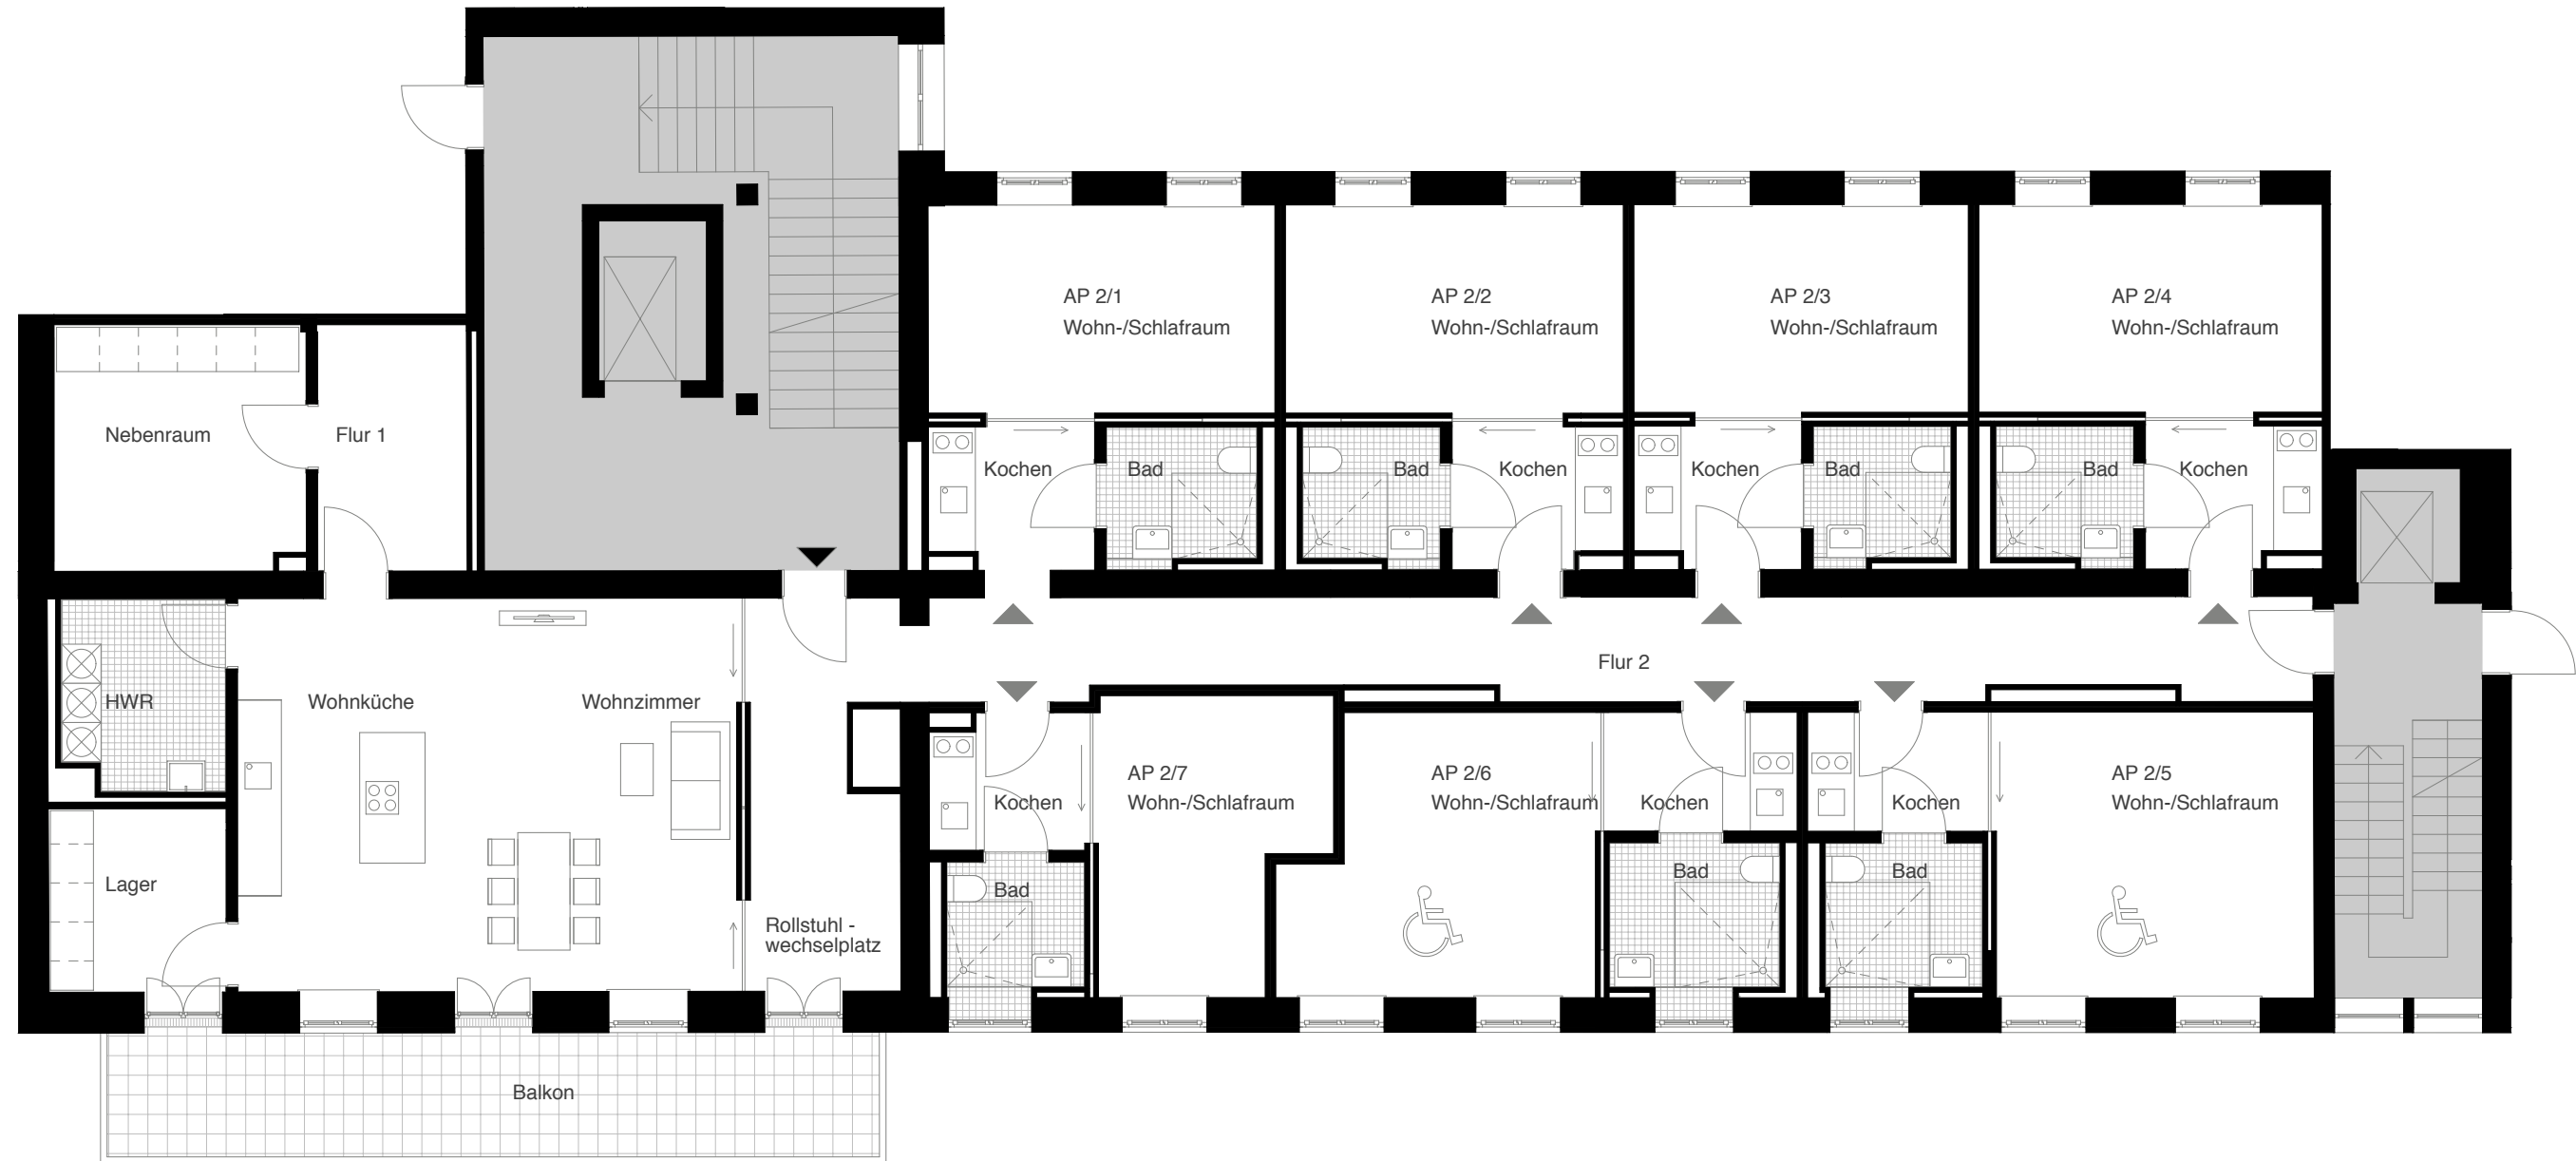 AP 2/1
Wohn-/Schlafraum
AP 2/2
Wohn-/Schlafraum
AP 2/3
Wohn-/Schlafraum
AP 2/4
Wohn-/Schlafraum
Nebenraum
Flur 1
Kochen
Bad
Bad
Kochen
Kochen
Bad
Bad
Kochen
Flur 2
HWR
Wohnküche
Wohnzimmer
AP 2/7
Wohn-/Schlafraum
Kochen
AP 2/6
Wohn-/Schlafraum
Kochen
Kochen
AP 2/5
Wohn-/Schlafraum
Lager
Bad
Bad
Bad
Rollstuhl -
wechselplatz
Balkon